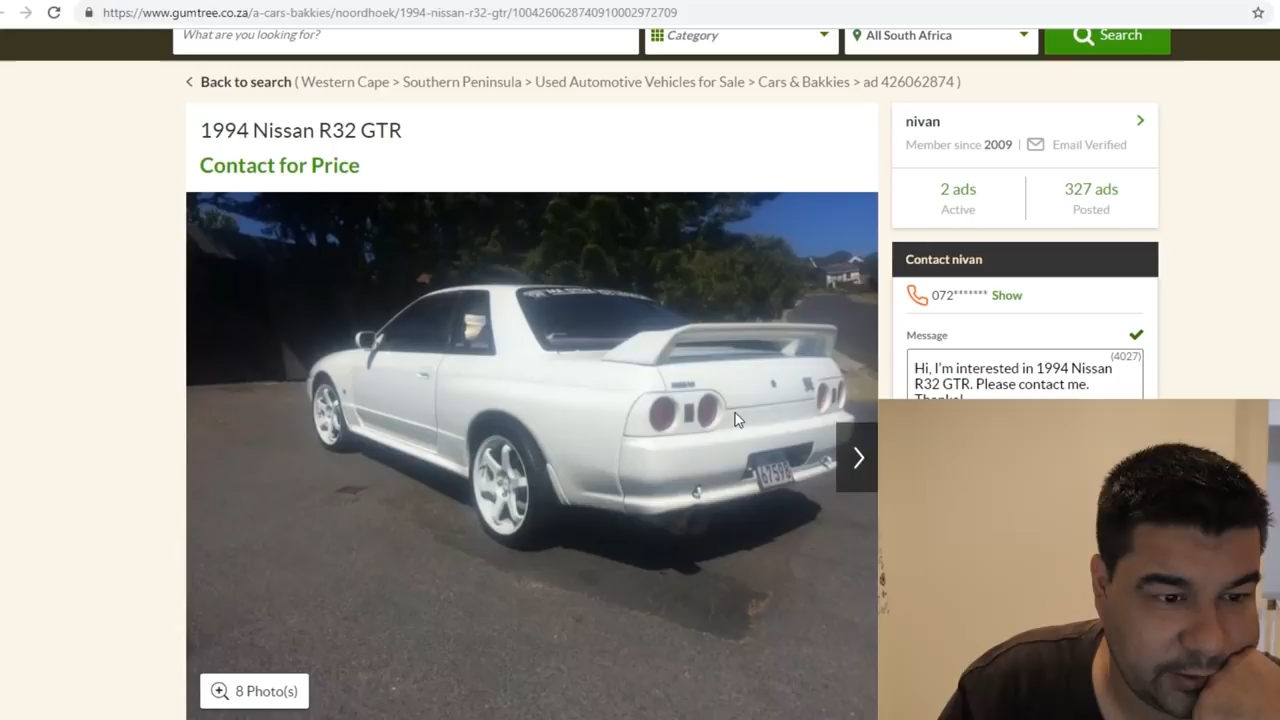 https://www.gumtree.co.za/a-cars-bakkies/noordhoek/1994-nissan-r32-gtr/1004260628740910002972709
What are you looking for?
Category
All South Africa
Search
Back to search ( Western Cape > Southern Peninsula > Used Automotive Vehicles for Sale > Cars & Bakkies > ad 426062874 )
1994 Nissan R32 GTR
Contact for Price
nivan
Member since 2009 | Email Verified
2 ads
Active
327 ads
Posted
Contact nivan
072******* Show
Message
(4027)
Hi, I'm interested in 1994 Nissan
R32 GTR. Please contact me.
Thanks!
67598
8 Photo(s)